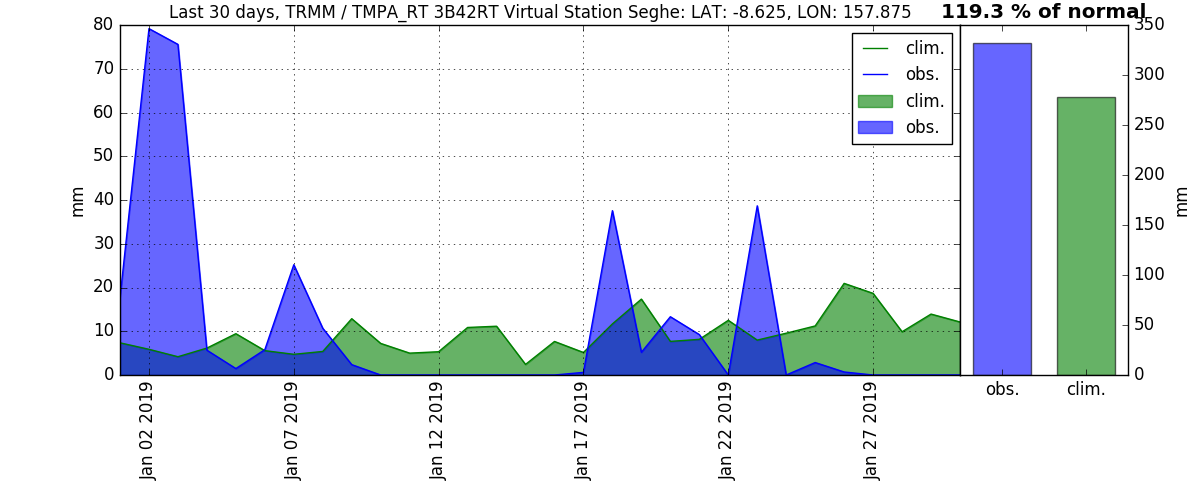 Last 30 days, TRMM / TMPA_RT 3B42RT Virtual Station Seghe: LAT: -8.625, LON: 157.875
119.3 % of normal
80
70
60
50
40
30
20
10
0
mm
clim.
obs.
clim.
obs.
Jan 02 2019
Jan 07 2019
Jan 12 2019
Jan 17 2019
Jan 22 2019
Jan 27 2019
350
300
250
200
150
100
50
0
mm
obs.
clim.